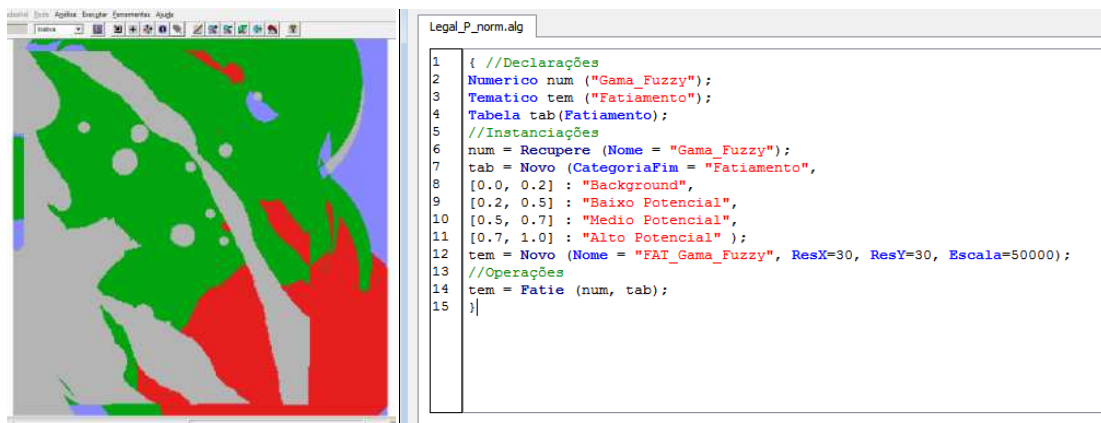 Exibir Análise Executar Ferramentas Ajuda
Inativa
Legal_P_norm.alg
1 { //Declarações
2 Numerico num ("Gama_Fuzzy");
3 Tematico tem ("Fatiamento");
4 Tabela tab(Fatiamento);
5 //Instanciações
6 num = Recupere (Nome = "Gama_Fuzzy");
7 tab = Novo (CategoriaFim = "Fatiamento",
8 [0.0, 0.2] : "Background",
9 [0.2, 0.5] : "Baixo Potencial",
10 [0.5, 0.7] : "Medio Potencial",
11 [0.7, 1.0] : "Alto Potencial" );
12 tem = Novo (Nome = "FAT_Gama_Fuzzy", ResX=30, ResY=30, Escala=50000);
13 //Operações
14 tem = Fatie (num, tab);
15 }